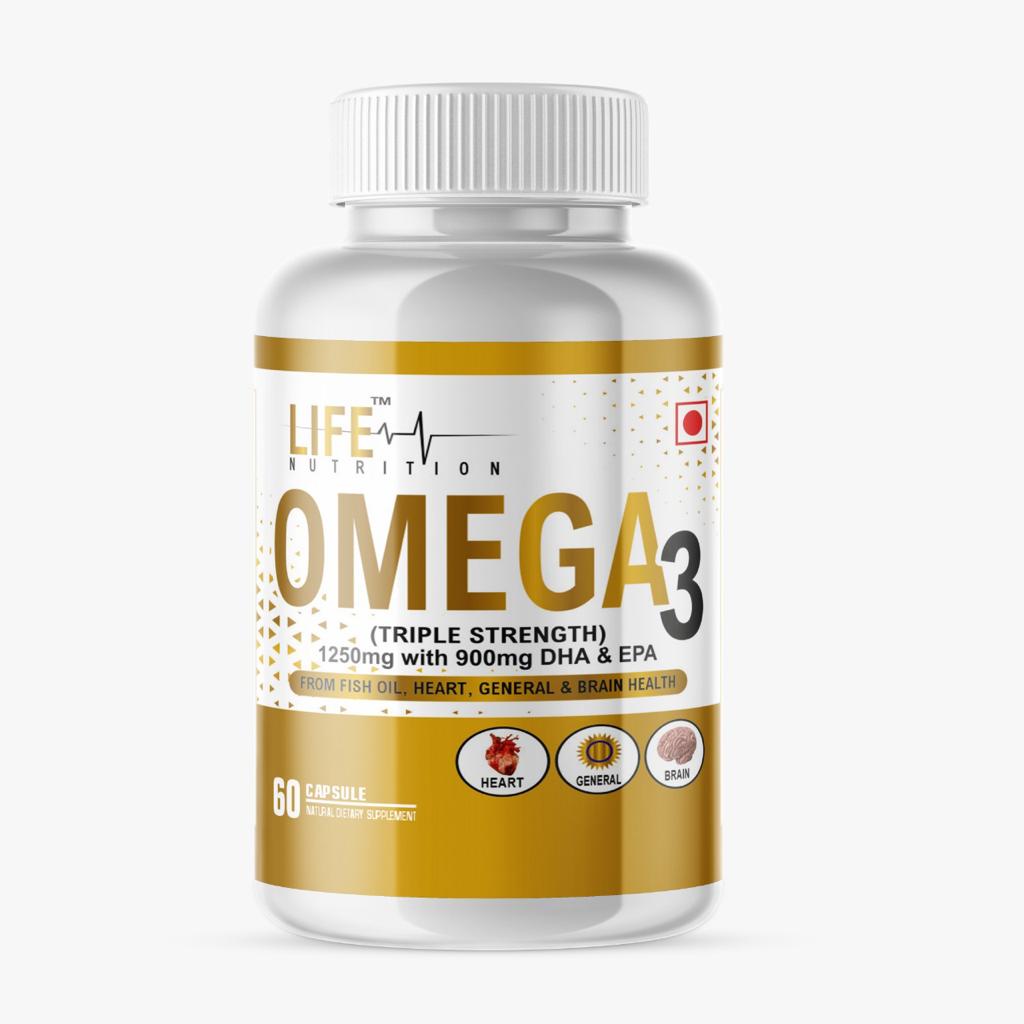 LIFE™
NUTRITION
OMEGA3
(TRIPLE STRENGTH)
1250mg with 900mg DHA & EPA
FROM FISH OIL, HEART, GENERAL & BRAIN HEALTH
HEART
GENERAL
BRAIN
60 CAPSULE
NATURAL DIETARY SUPPLEMENT